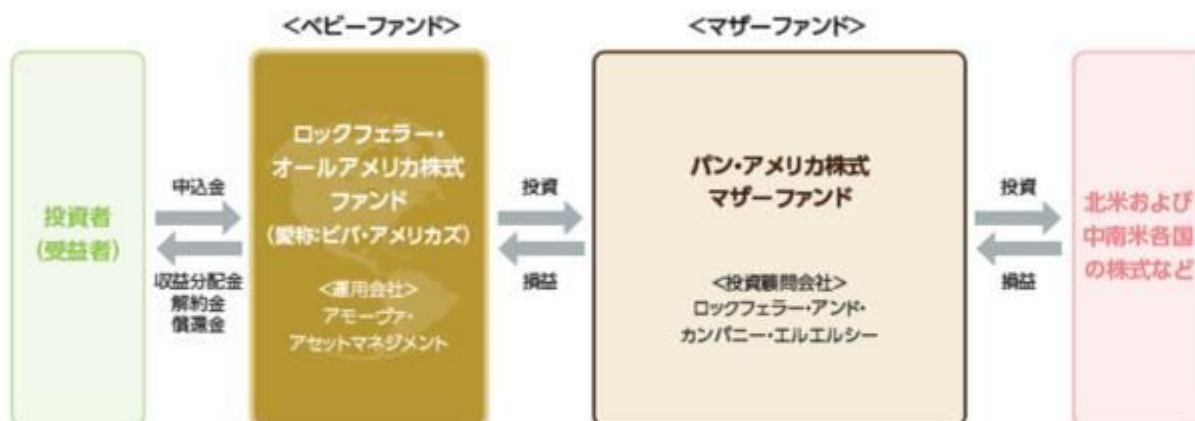 <ベビーファンド>
<マザーファンド>
投資者
(受益者)
申込金
収益分配金
解約金
償還金
ロックフェラー・
オールアメリカ株式
ファンド
(愛称:ビバ・アメリカズ)
<運用会社>
アモーヴァ・
アセットマネジメント
投資
損益
パン・アメリカ株式
マザーファンド
<投資顧問会社>
ロックフェラー・アンド・
カンパニー・エルエルシー
投資
損益
北米および
中南米各国
の株式など